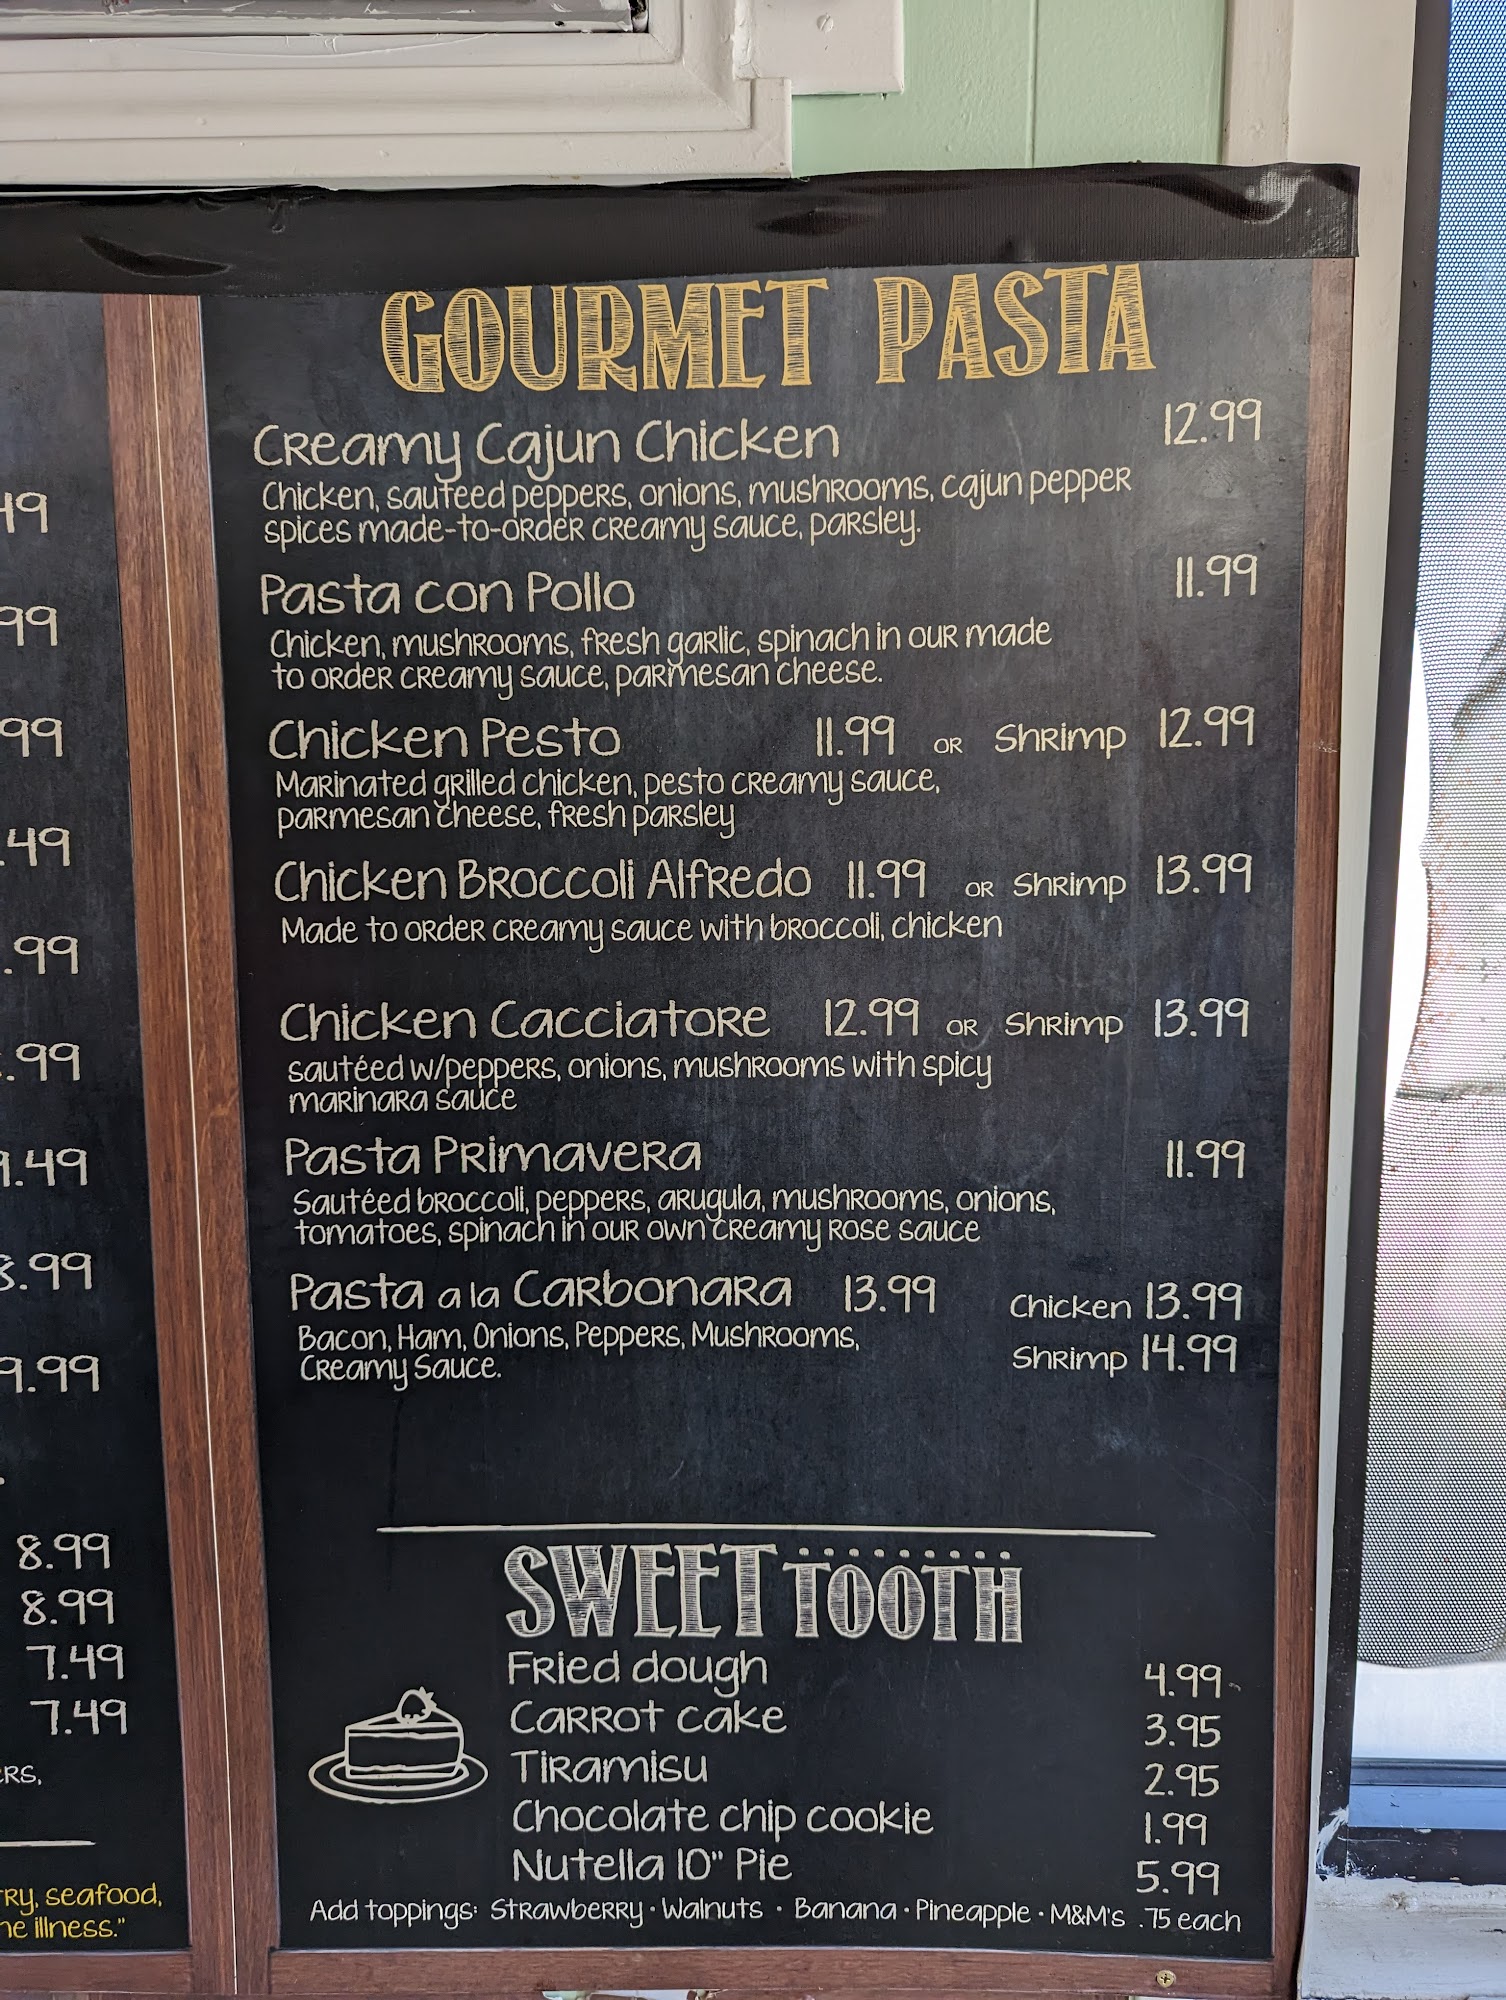 GOURMET PASTA
Creamy Cajun Chicken 12.99
Chicken, sauteed peppers, onions, mushrooms, cajun pepper
spices made-to-order creamy sauce, parsley.
Pasta con Pollo 11.99
Chicken, mushrooms, fresh garlic, spinach in our made
to order creamy sauce, parmesan cheese.
Chicken Pesto 11.99 or Shrimp 12.99
Marinated grilled chicken, pesto creamy sauce,
parmesan cheese, fresh parsley
Chicken Broccoli Alfredo 11.99 or Shrimp 13.99
Made to order creamy sauce with broccoli, chicken
Chicken Cacciatore 12.99 or Shrimp 13.99
sautéed w/peppers, onions, mushrooms with spicy
marinara sauce
Pasta Primavera 11.99
Sautéed broccoli, peppers, arugula, mushrooms, onions,
tomatoes, spinach in our own creamy rose sauce
Pasta a la Carbonara 13.99 Chicken 13.99
Bacon, Ham, Onions, Peppers, Mushrooms,
Creamy Sauce. Shrimp 14.99
SWEET TOOTH
Fried dough 4.99
Carrot cake 3.95
Tiramisu 2.95
Chocolate chip cookie 1.99
Nutella 10" Pie 5.99
Add toppings: Strawberry · Walnuts · Banana · Pineapple · M&M's .75 each
8.99
8.99
7.49
7.49
seafood,
illness."